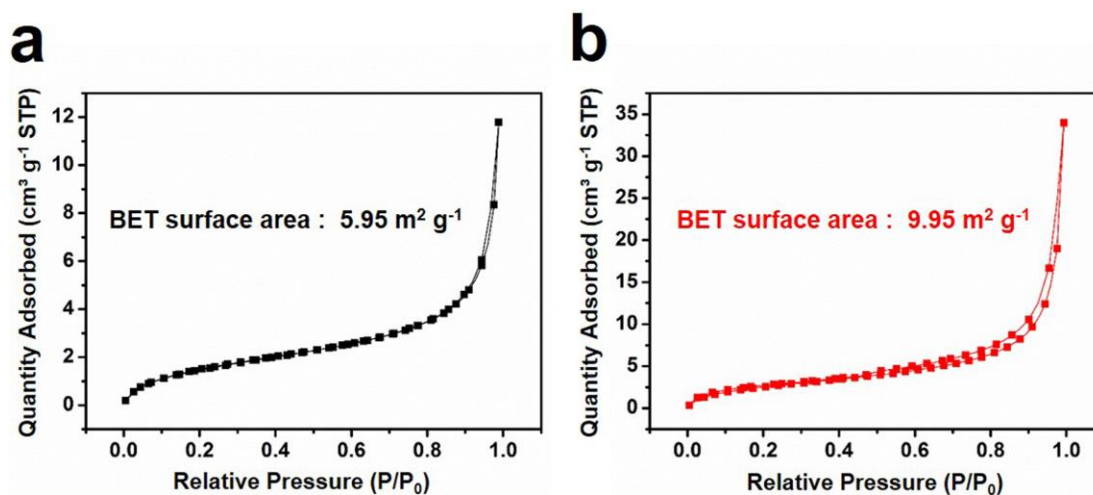 a
Quantity Adsorbed (cm³ g⁻¹ STP)
12
10
8
6
4
2
0
BET surface area : 5.95 m² g⁻¹
0.0 0.2 0.4 0.6 0.8 1.0
Relative Pressure (P/P₀)
b
Quantity Adsorbed (cm³ g⁻¹ STP)
35
30
25
20
15
10
5
0
BET surface area : 9.95 m² g⁻¹
0.0 0.2 0.4 0.6 0.8 1.0
Relative Pressure (P/P₀)